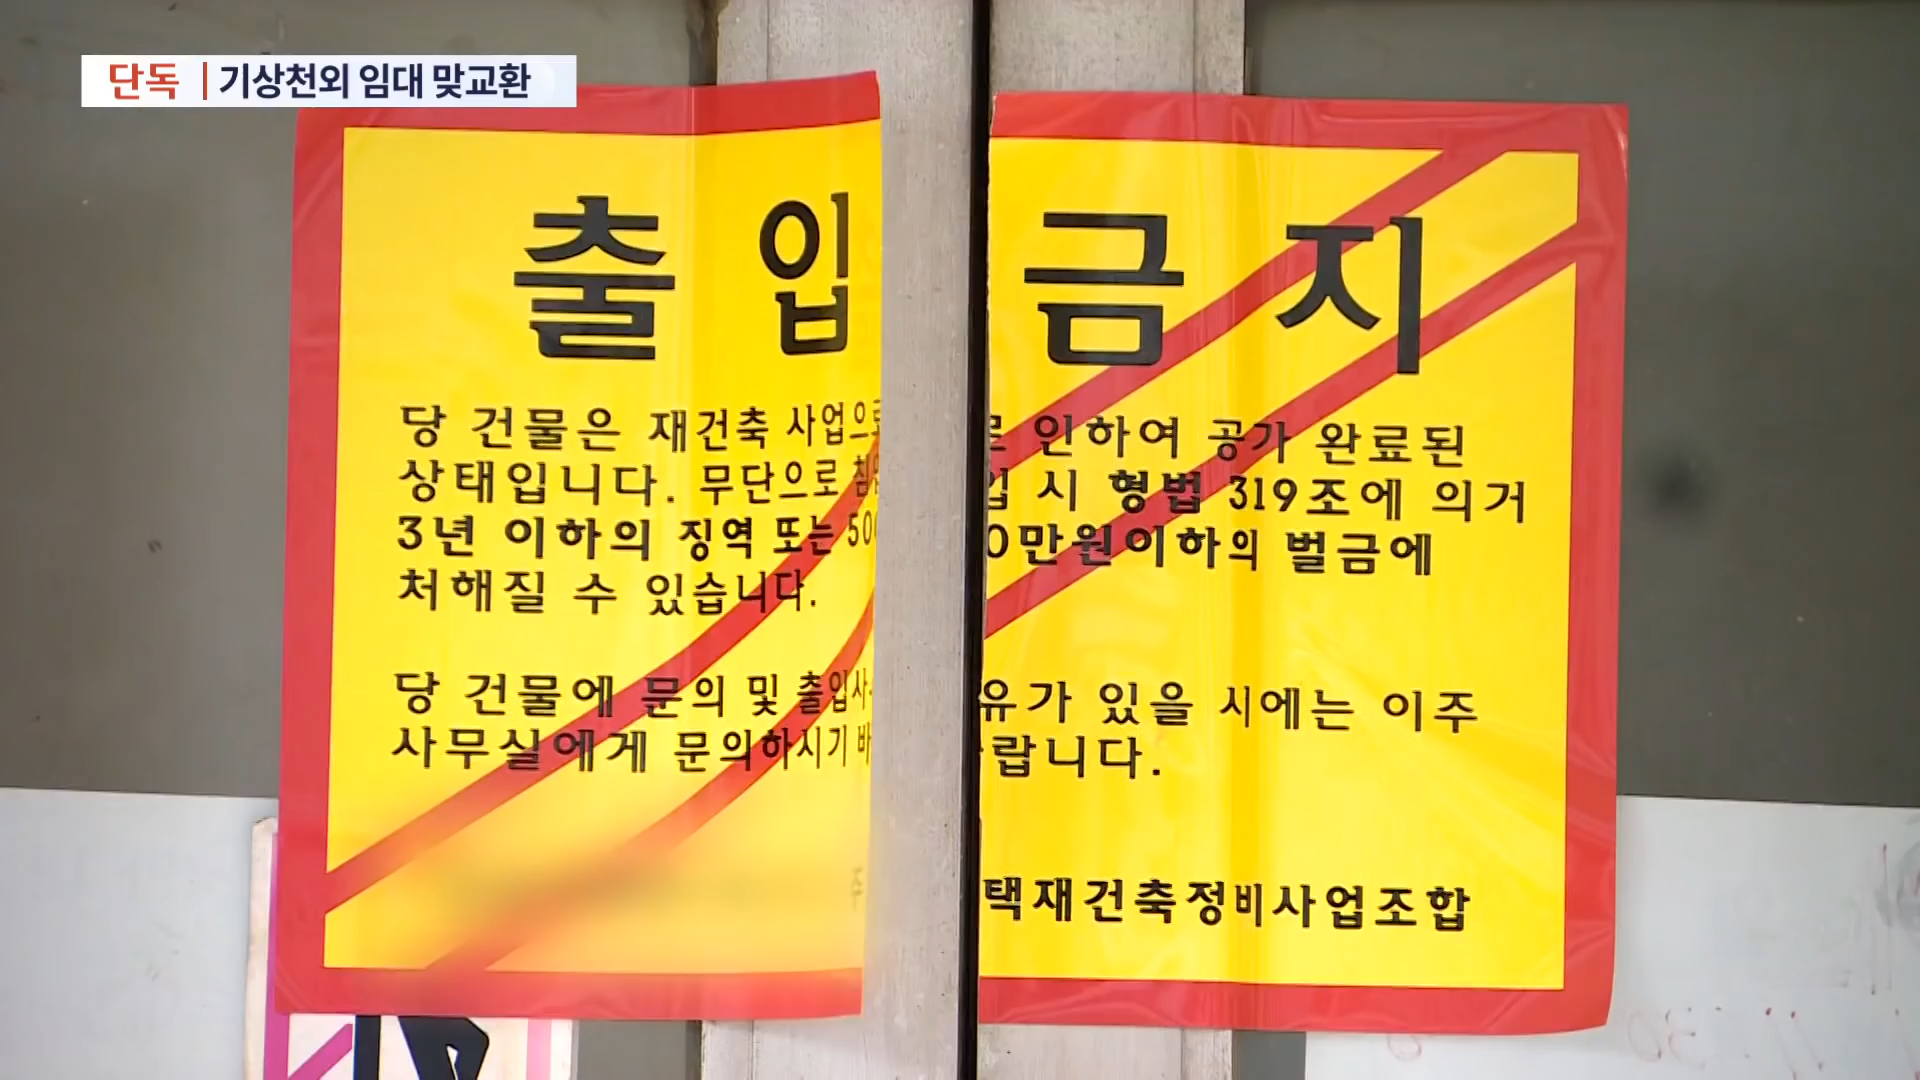 단독 기상천외 임대 맞교환
출입금지
당 건물은 재건축 사업으로 인하여 공가 완료된
상태입니다. 무단으로 침입 시 형법 319조에 의거
3년 이하의 징역 또는 500만원이하의 벌금에
처해질 수 있습니다.
당 건물에 문의 및 출입사유가 있을 시에는 이주
사무실에게 문의하시기 바랍니다.
주택재건축정비사업조합